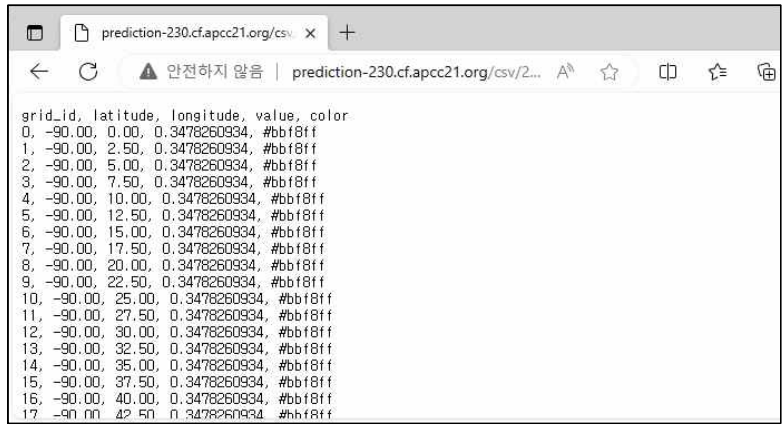 prediction-230.cf.apcc21.org/csv
안전하지 않음 | prediction-230.cf.apcc21.org/csv/2...
grid_id, latitude, longitude, value, color
0, -90.00, 0.00, 0.3478260934, #bbf8ff
1, -90.00, 2.50, 0.3478260934, #bbf8ff
2, -90.00, 5.00, 0.3478260934, #bbf8ff
3, -90.00, 7.50, 0.3478260934, #bbf8ff
4, -90.00, 10.00, 0.3478260934, #bbf8ff
5, -90.00, 12.50, 0.3478260934, #bbf8ff
6, -90.00, 15.00, 0.3478260934, #bbf8ff
7, -90.00, 17.50, 0.3478260934, #bbf8ff
8, -90.00, 20.00, 0.3478260934, #bbf8ff
9, -90.00, 22.50, 0.3478260934, #bbf8ff
10, -90.00, 25.00, 0.3478260934, #bbf8ff
11, -90.00, 27.50, 0.3478260934, #bbf8ff
12, -90.00, 30.00, 0.3478260934, #bbf8ff
13, -90.00, 32.50, 0.3478260934, #bbf8ff
14, -90.00, 35.00, 0.3478260934, #bbf8ff
15, -90.00, 37.50, 0.3478260934, #bbf8ff
16, -90.00, 40.00, 0.3478260934, #bbf8ff
17, -90.00, 42.50, 0.3478260934, #bbf8ff